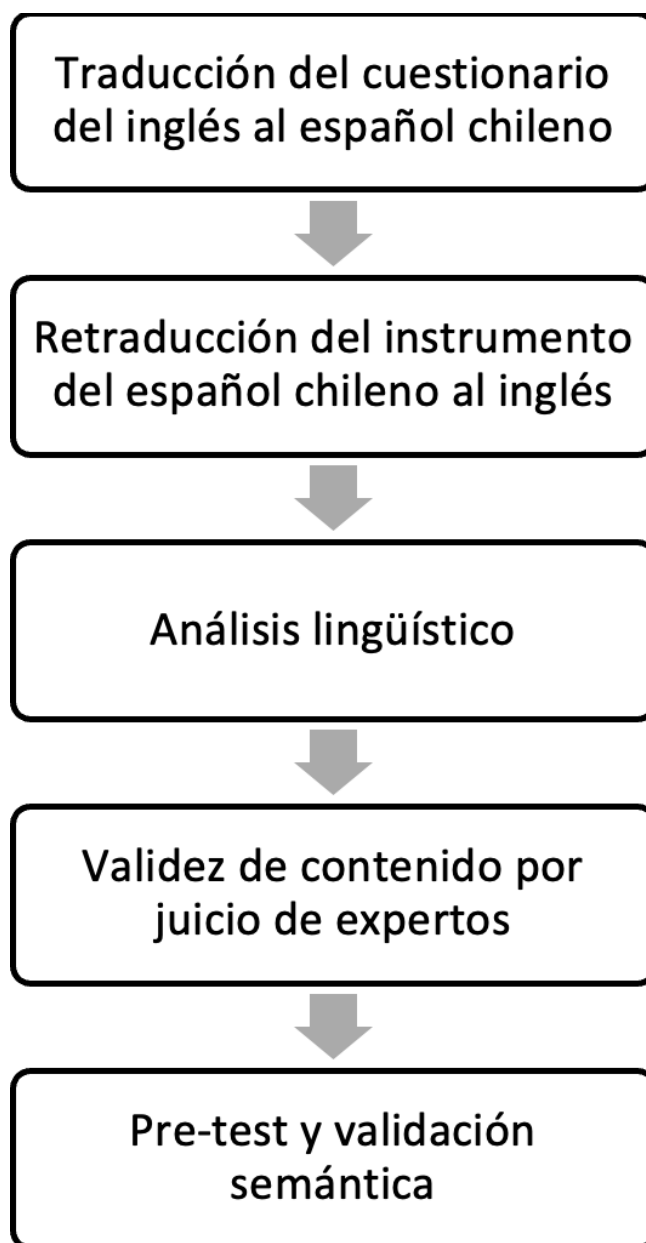 Traducción del cuestionario
del inglés al español chileno
Retraducción del instrumento
del español chileno al inglés
Análisis lingüístico
Validez de contenido por
juicio de expertos
Pre-test y validación
semántica